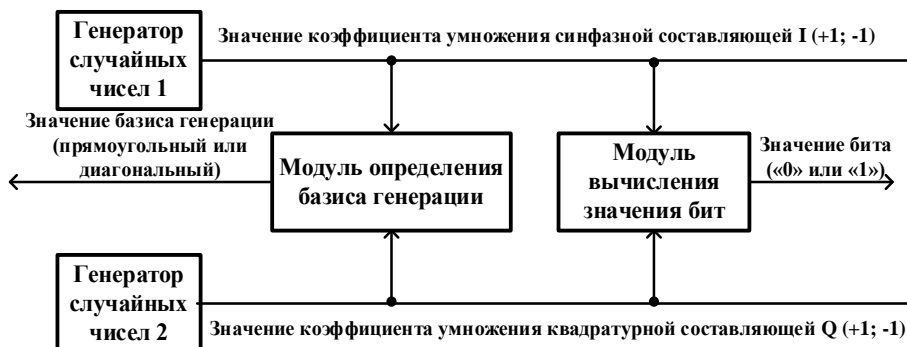 Генератор
случайных
чисел 1
Значение коэффициента умножения синфазной составляющей I (+1; -1)
Значение базиса генерации
(прямоугольный или
диагональный)
Модуль определения
базиса генерации
Модуль
вычисления
значения бит
Значение бита
(«0» или «1»)
Генератор
случайных
чисел 2
Значение коэффициента умножения квадратурной составляющей Q (+1; -1)